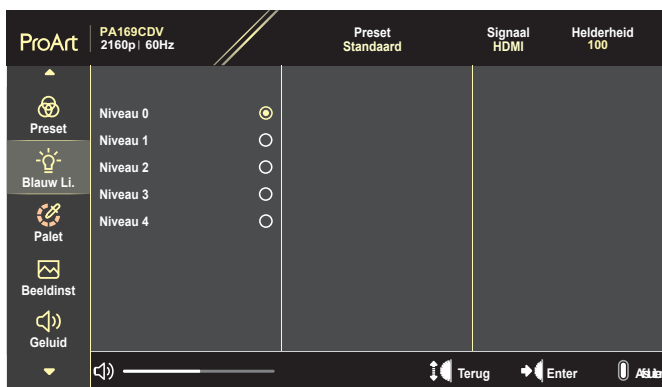 ProArt
PA169CDV
2160p| 60Hz
Preset
Standaard
Signaal
HDMI
Helderheid
100
Preset
Blauw Li.
Palet
Beeldinst
Geluid
Niveau 0
Niveau 1
Niveau 2
Niveau 3
Niveau 4
Terug
Enter